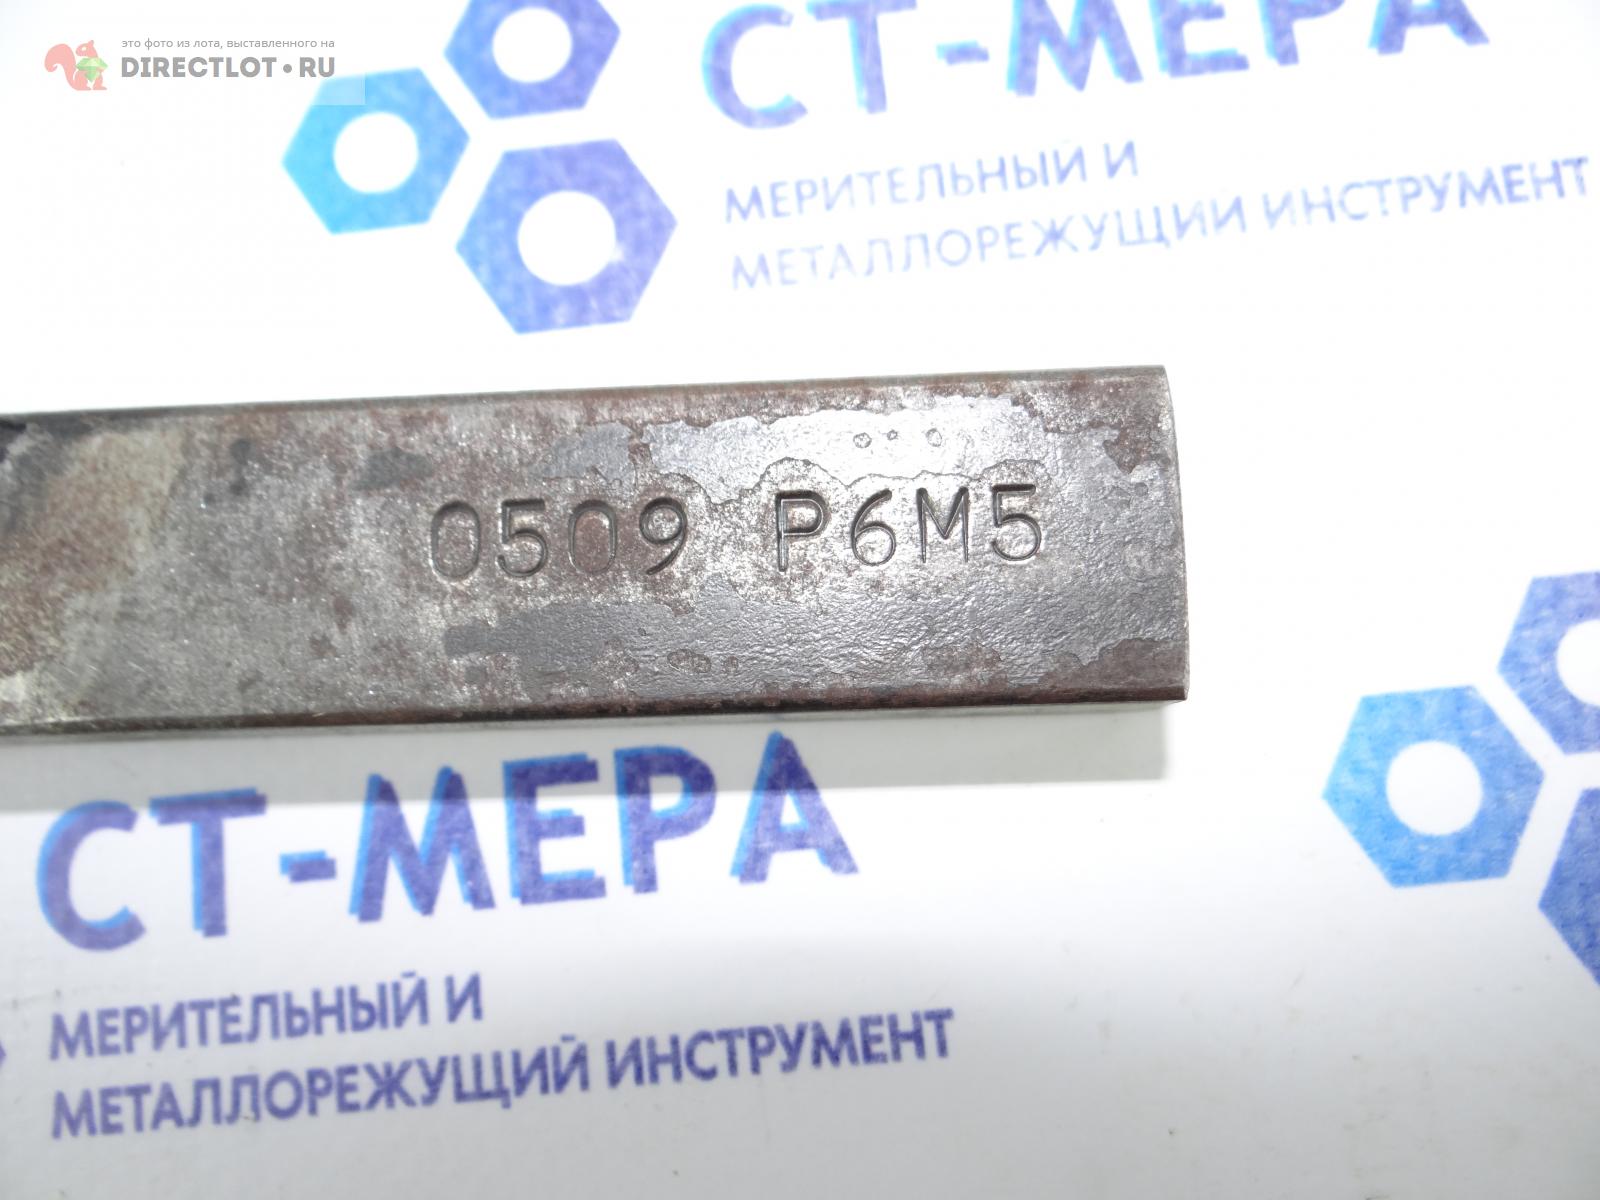 это фото из лота, выставленного на
DIRECTLOT•RU
СТ-МЕРА
МЕРИТЕЛЬНЫЙ И
МЕТАЛЛОРЕЖУЩИЙ ИНСТРУМЕНТ
0509 Р6М5
СТ-МЕРА
МЕРИТЕЛЬНЫЙ И
МЕТАЛЛОРЕЖУЩИЙ ИНСТРУМЕНТ